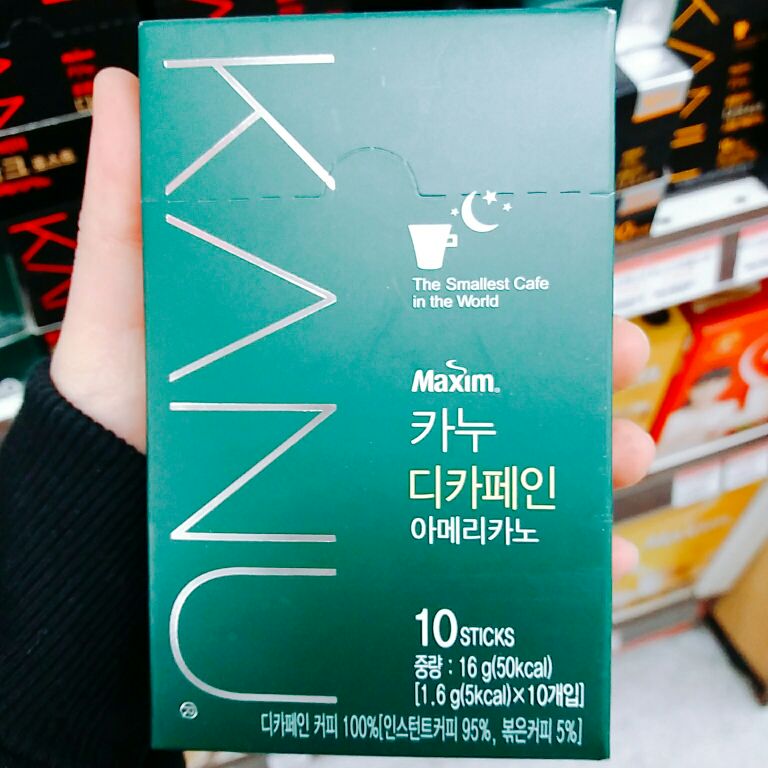 KANU
The Smallest Cafe
in the World
Maxim®
카누
디카페인
아메리카노
10 STICKS
중량 : 16 g(50kcal)
[1.6 g(5kcal)×10개입]
디카페인 커피 100%[인스턴트커피 95%, 볶은커피 5%]